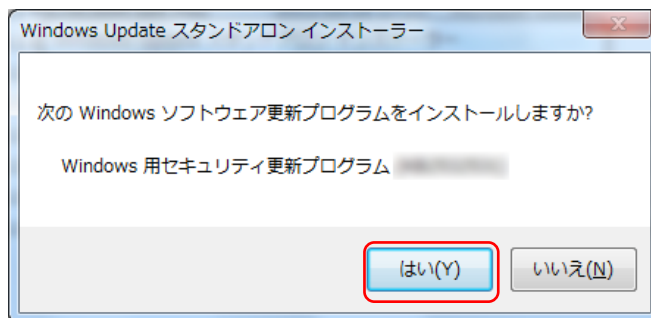 Windows Update スタンドアロン インストーラー
次の Windows ソフトウェア更新プログラムをインストールしますか?
Windows 用セキュリティ更新プログラム
はい(Y)
いいえ(N)